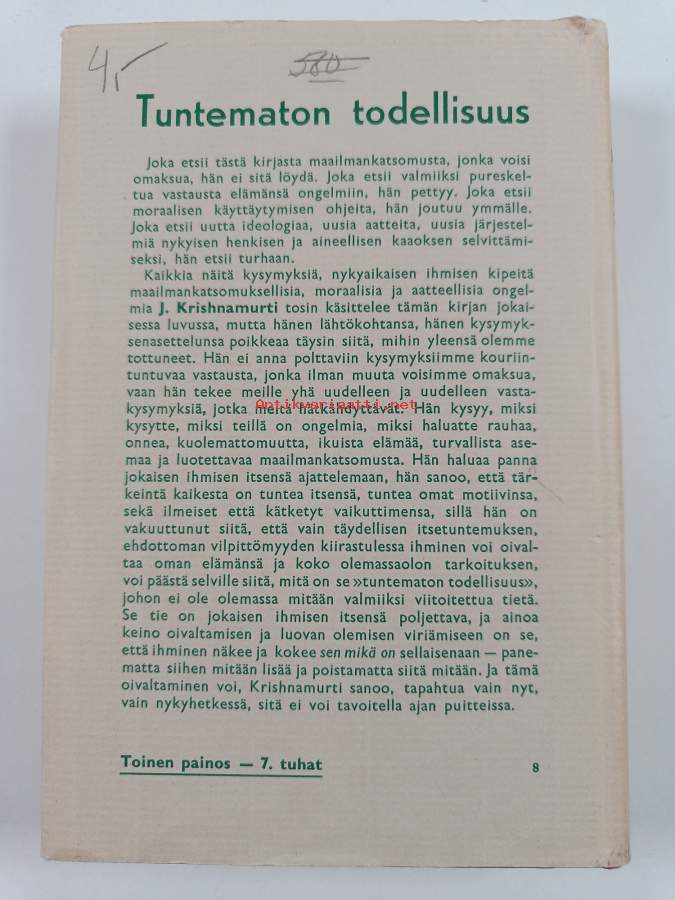 4,-
580
Tuntematon todellisuus
Joka etsii tästä kirjasta maailmankatsomusta, jonka voisi
omaksua, hän ei sitä löydä. Joka etsii valmiiksi pureskel-
tua vastausta elämänsä ongelmiin, hän pettyy. Joka etsii
moraalisen käyttäytymisen ohjeita, hän joutuu ymmälle.
Joka etsii uutta ideologiaa, uusia aatteita, uusia järjestel-
miä nykyisen henkisen ja aineellisen kaaoksen selvittämi-
seksi, hän etsii turhaan.
Kaikkia näitä kysymyksiä, nykyaikaisen ihmisen kipeitä
maailmankatsomuksellisia, moraalisia ja aatteellisia ongel-
mia J. Krishnamurti tosin käsittelee tämän kirjan jokai-
sessa luvussa, mutta hänen lähtökohtansa, hänen kysymyk-
senasettelunsa poikkeaa täysin siitä, mihin yleensä olemme
tottuneet. Hän ei anna polttaviin kysymyksiimme kouriin-
tuntuvaa vastausta, jonka ilman muuta voisimme omaksua,
vaan hän tekee meille yhä uudelleen ja uudelleen vasta-
kysymyksiä, jotka meitä hätkähdyttävät. Hän kysyy, miksi
Antikvariaatti.net
kysytte, miksi teillä on ongelmia, miksi haluatte rauhaa,
onnea, kuolemattomuutta, ikuista elämää, turvallista ase-
maa ja luotettavaa maailmankatsomusta. Hän haluaa panna
jokaisen ihmisen itsensä ajattelemaan, hän sanoo, että tär-
keintä kaikesta on tuntea itsensä, tuntea omat motiivinsa,
sekä ilmeiset että kätketyt vaikuttimensa, sillä hän on
vakuuttunut siitä, että vain täydellisen itsetuntemuksen,
ehdottoman vilpittömyyden kiirastulessa ihminen voi oival-
taa oman elämänsä ja koko olemassaolon tarkoituksen,
voi päästä selville siitä, mitä on se »tuntematon todellisuus»,
johon ei ole olemassa mitään valmiiksi viitoitettua tietä.
Se tie on jokaisen ihmisen itsensä poljettava, ja ainoa
keino oivaltamisen ja luovan olemisen viriämiseen on se,
että ihminen näkee ja kokee sen mikä on sellaisenaan — pane-
matta siihen mitään lisää ja poistamatta siitä mitään. Ja tämä
oivaltaminen voi, Krishnamurti sanoo, tapahtua vain nyt,
vain nykyhetkessä, sitä ei voi tavoitella ajan puitteissa.
Toinen painos — 7. tuhat
8